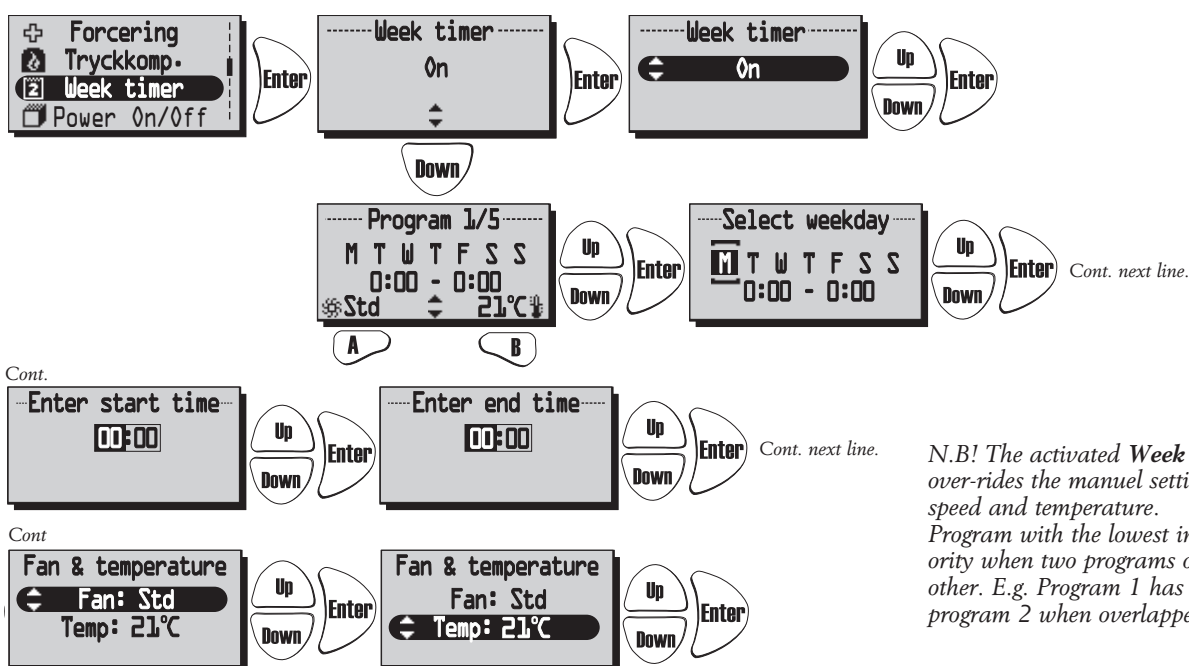 Forcering
Tryckkomp.
Week timer
Power On/Off
Enter
Week timer
On
Enter
Down
Week timer
On
Up
Down
Enter
Program 1/5
M T W T F S S
0:00 - 0:00
Std 21°C
A B
Up
Down
Enter
Select weekday
M T W T F S S
0:00 - 0:00
Up
Down
Enter
Cont. next line.
Cont.
Enter start time
00:00
Up
Down
Enter
Enter end time
00:00
Up
Down
Enter
Cont. next line.
Cont
Fan & temperature
Fan: Std
Temp: 21°C
Up
Down
Enter
Fan & temperature
Fan: Std
Temp: 21°C
Up
Down
Enter
N.B! The activated Week
over-rides the manuel setti
speed and temperature.
Program with the lowest in
ority when two programs o
other. E.g. Program 1 has
program 2 when overlappe